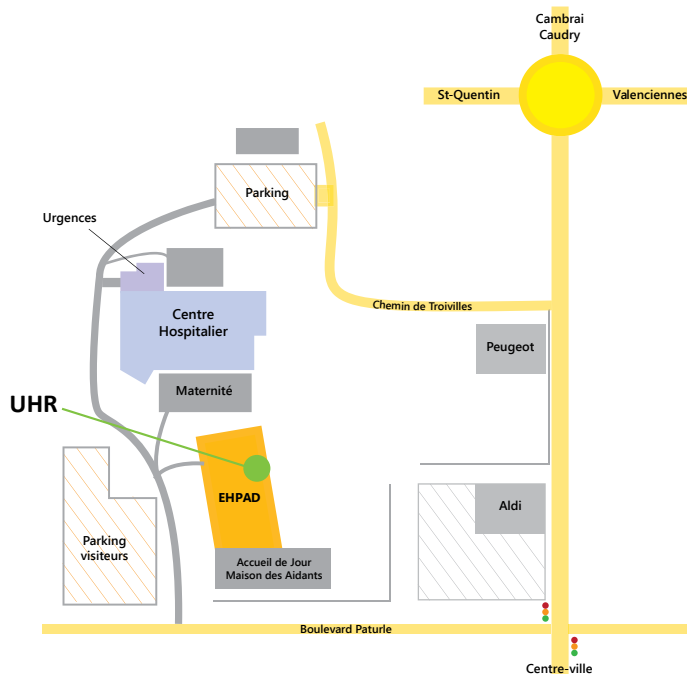 Cambrai
Caudry
St-Quentin
Valenciennes
Parking
Urgences
Chemin de Troivilles
Centre
Hospitalier
Peugeot
Maternité
UHR
EHPAD
Aldi
Parking
visiteurs
Accueil de Jour
Maison des Aidants
Boulevard Paturle
Centre-ville